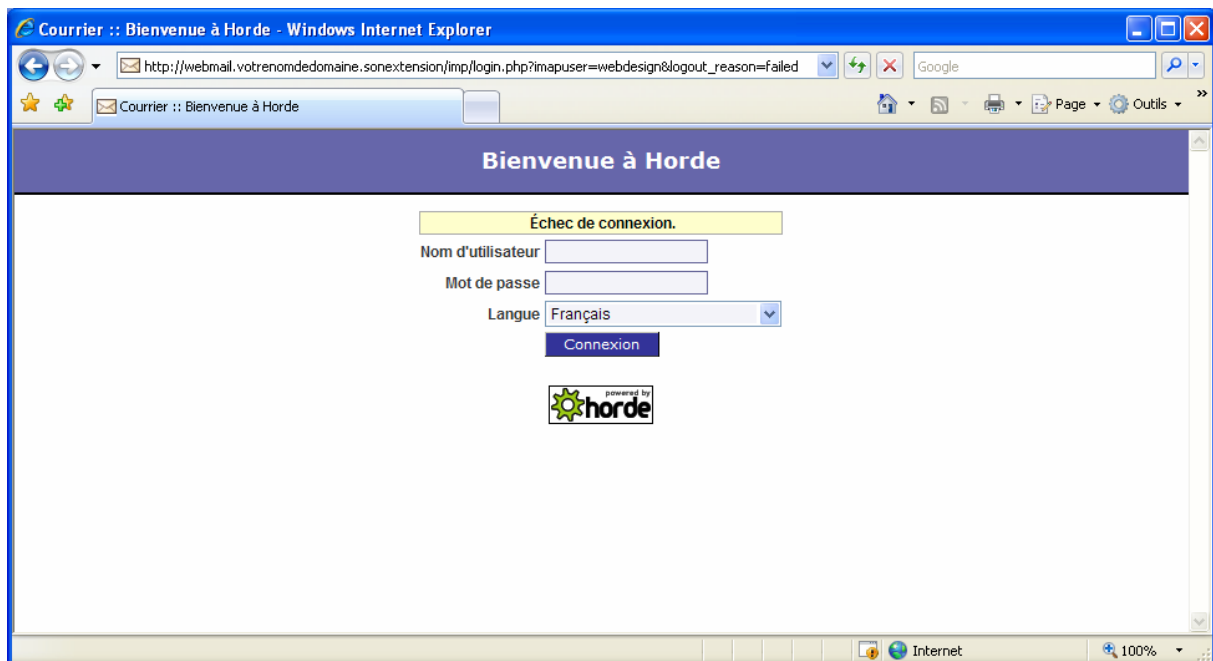 Courrier :: Bienvenue à Horde - Windows Internet Explorer
http://webmail.votrenomdedomaine.sonextension/imp/login.php?imapuser=webdesign&logout_reason=failed
Google
Courrier :: Bienvenue à Horde
Page
Outils
»
Bienvenue à Horde
Échec de connexion.
Nom d'utilisateur
Mot de passe
Langue Français
Connexion
powered by
horde
Internet 100%